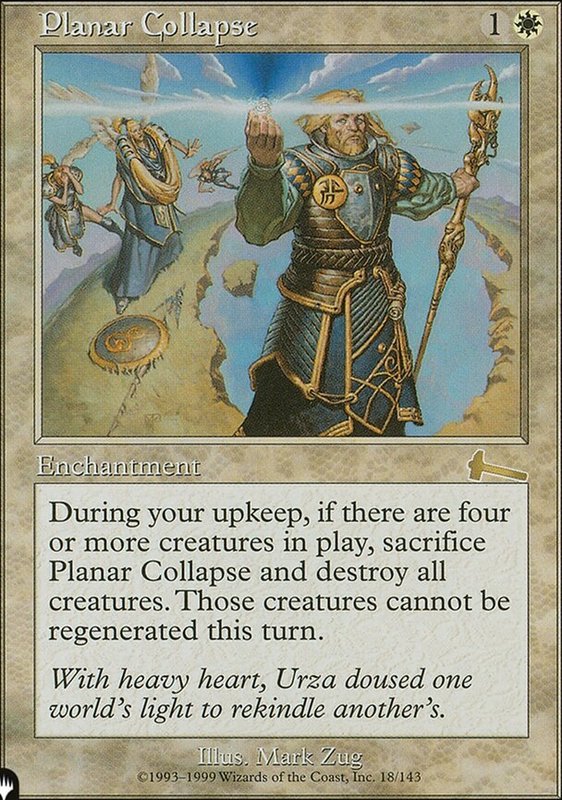 Planar Collapse 1
Enchantment
During your upkeep, if there are four
or more creatures in play, sacrifice
Planar Collapse and destroy all
creatures. Those creatures cannot be
regenerated this turn.
With heavy heart, Urza doused one
world's light to rekindle another's.
Illus. Mark Zug
©1993–1999 Wizards of the Coast, Inc. 18/143